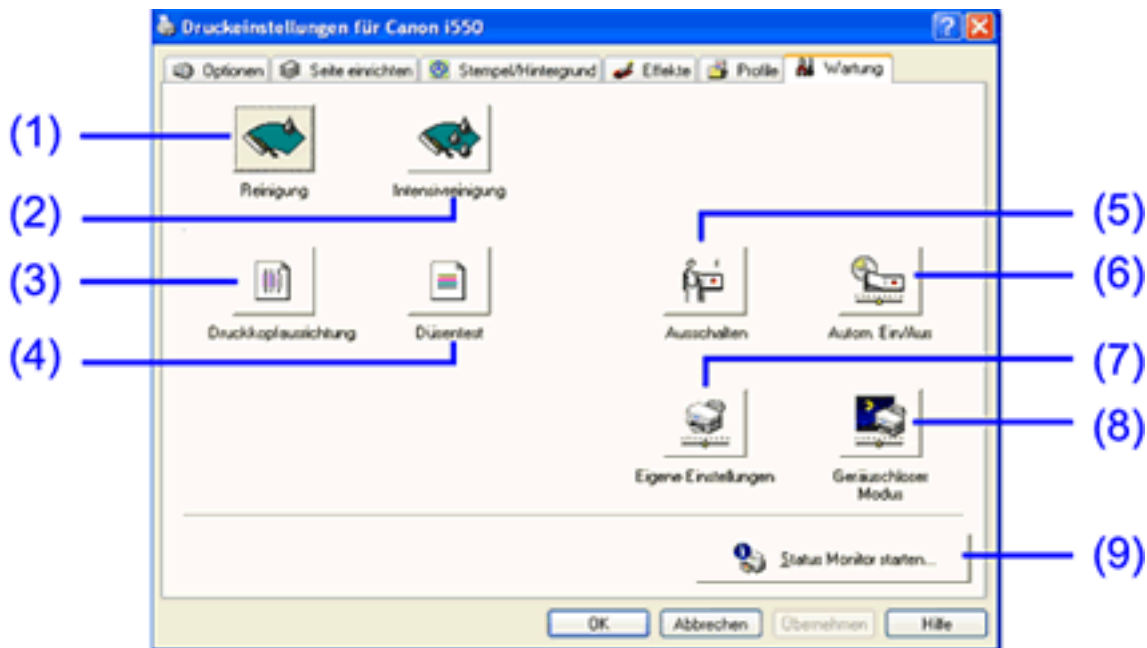 Druckeinstellungen für Canon i550
Optionen Seite einrichten Stempel/Hintergrund Effekte Profile Wartung
(1)
Reinigung Intensivreinigung
(2)
(5)
(3)
(6)
Druckkopfausrichtung Düsentest Ausschalten Autom. Ein/Aus
(4)
(7)
(8)
Eigene Einstellungen Geräuschloser
Modus
Status Monitor starten...
(9)
OK Abbrechen Übernehmen Hilfe